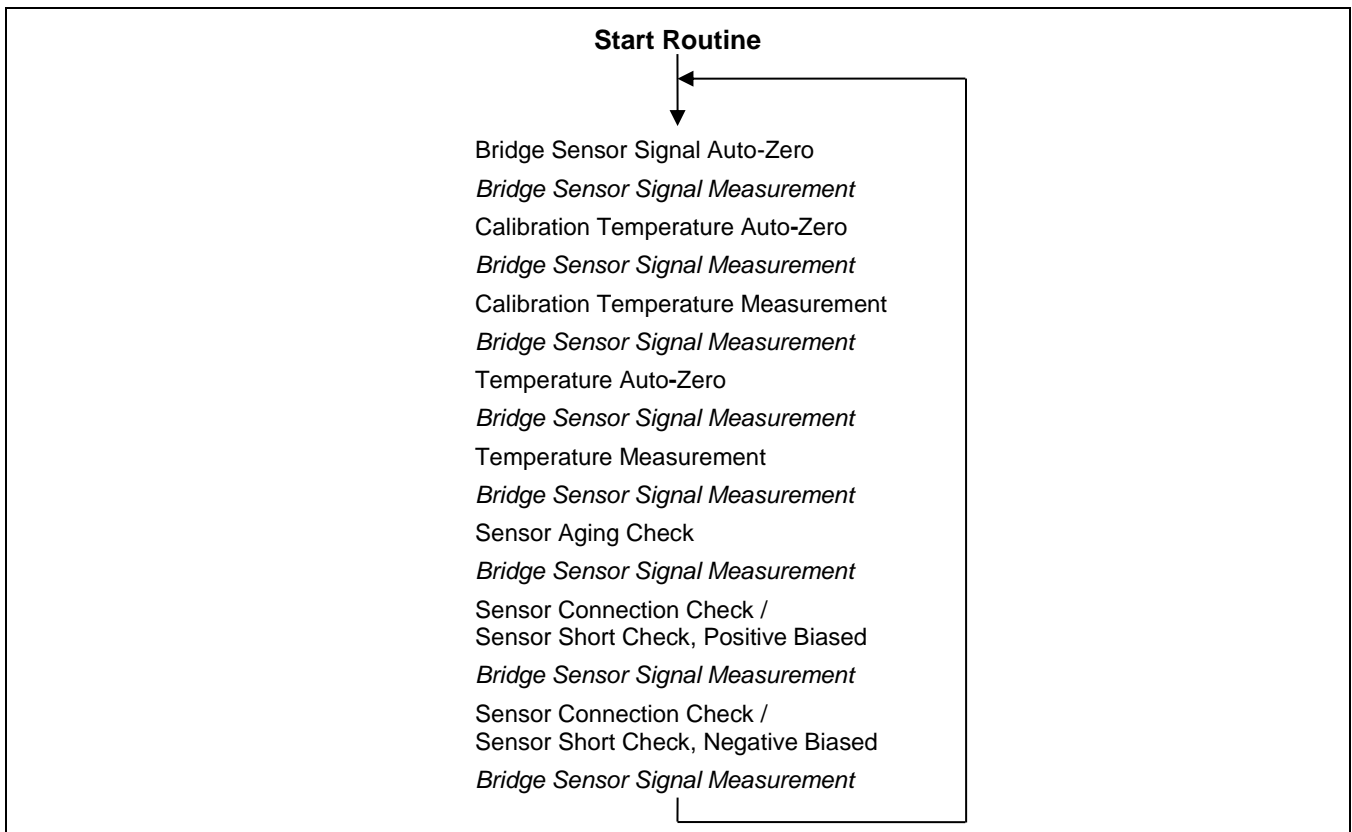 Start Routine
Bridge Sensor Signal Auto-Zero
Bridge Sensor Signal Measurement
Calibration Temperature Auto-Zero
Bridge Sensor Signal Measurement
Calibration Temperature Measurement
Bridge Sensor Signal Measurement
Temperature Auto-Zero
Bridge Sensor Signal Measurement
Temperature Measurement
Bridge Sensor Signal Measurement
Sensor Aging Check
Bridge Sensor Signal Measurement
Sensor Connection Check /
Sensor Short Check, Positive Biased
Bridge Sensor Signal Measurement
Sensor Connection Check /
Sensor Short Check, Negative Biased
Bridge Sensor Signal Measurement